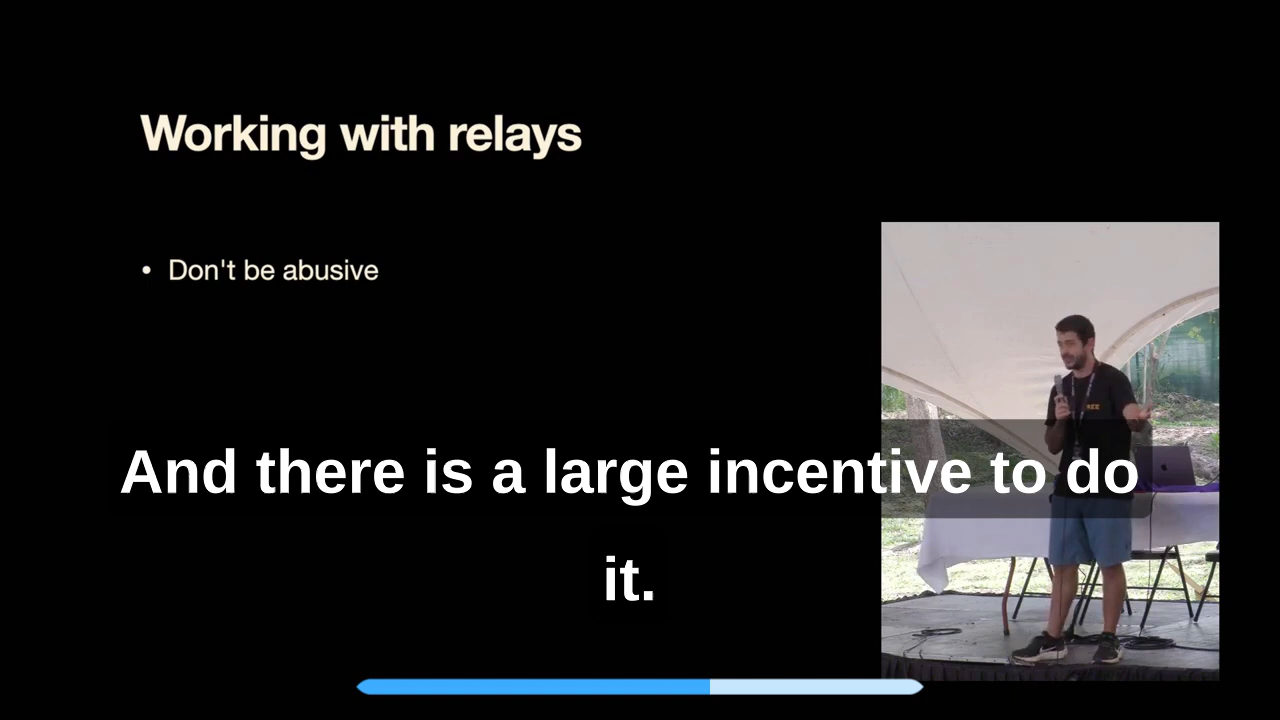 Working with relays
• Don't be abusive
And there is a large incentive to do
it.